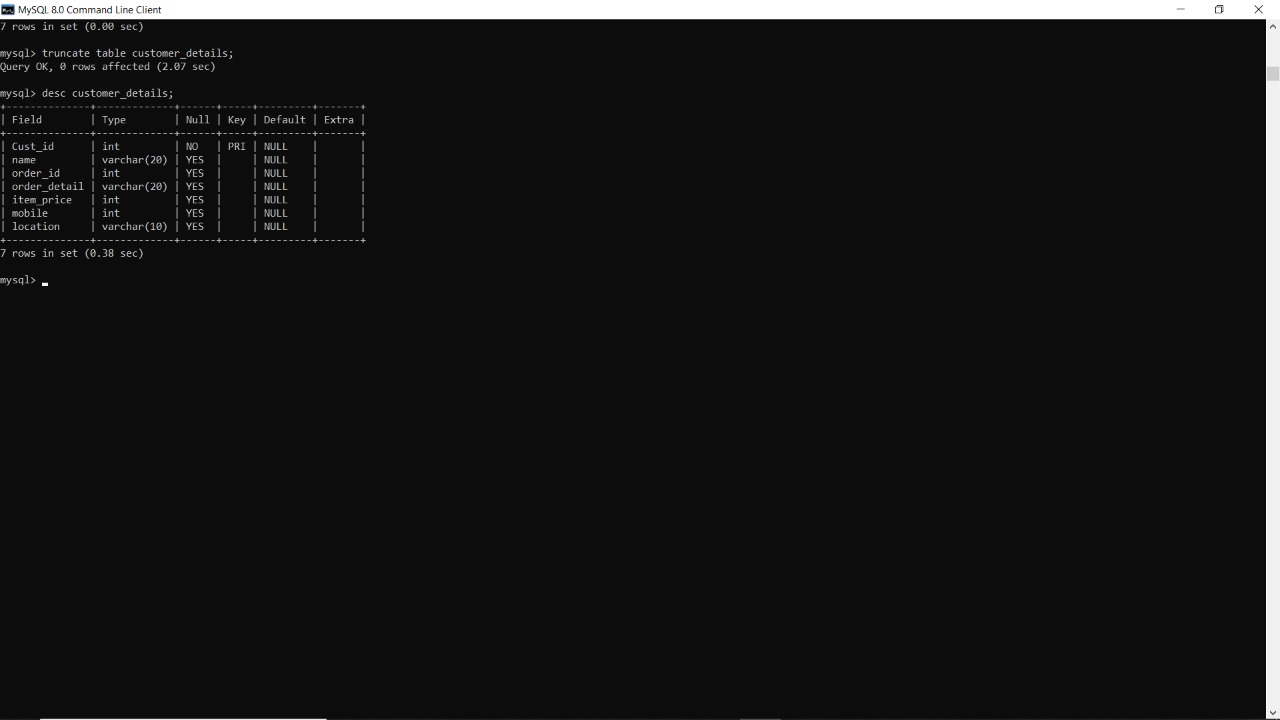 MySQL 8.0 Command Line Client
7 rows in set (0.00 sec)
mysql> truncate table customer_details;
Query OK, 0 rows affected (2.07 sec)
mysql> desc customer_details;
+--------------+-------------+------+-----+---------+-------+
| Field        | Type        | Null | Key | Default | Extra |
+--------------+-------------+------+-----+---------+-------+
| Cust_id      | int         | NO   | PRI | NULL    |       |
| name         | varchar(20) | YES  |     | NULL    |       |
| order_id     | int         | YES  |     | NULL    |       |
| order_detail | varchar(20) | YES  |     | NULL    |       |
| item_price   | int         | YES  |     | NULL    |       |
| mobile       | int         | YES  |     | NULL    |       |
| location     | varchar(10) | YES  |     | NULL    |       |
+--------------+-------------+------+-----+---------+-------+
7 rows in set (0.38 sec)
mysql>